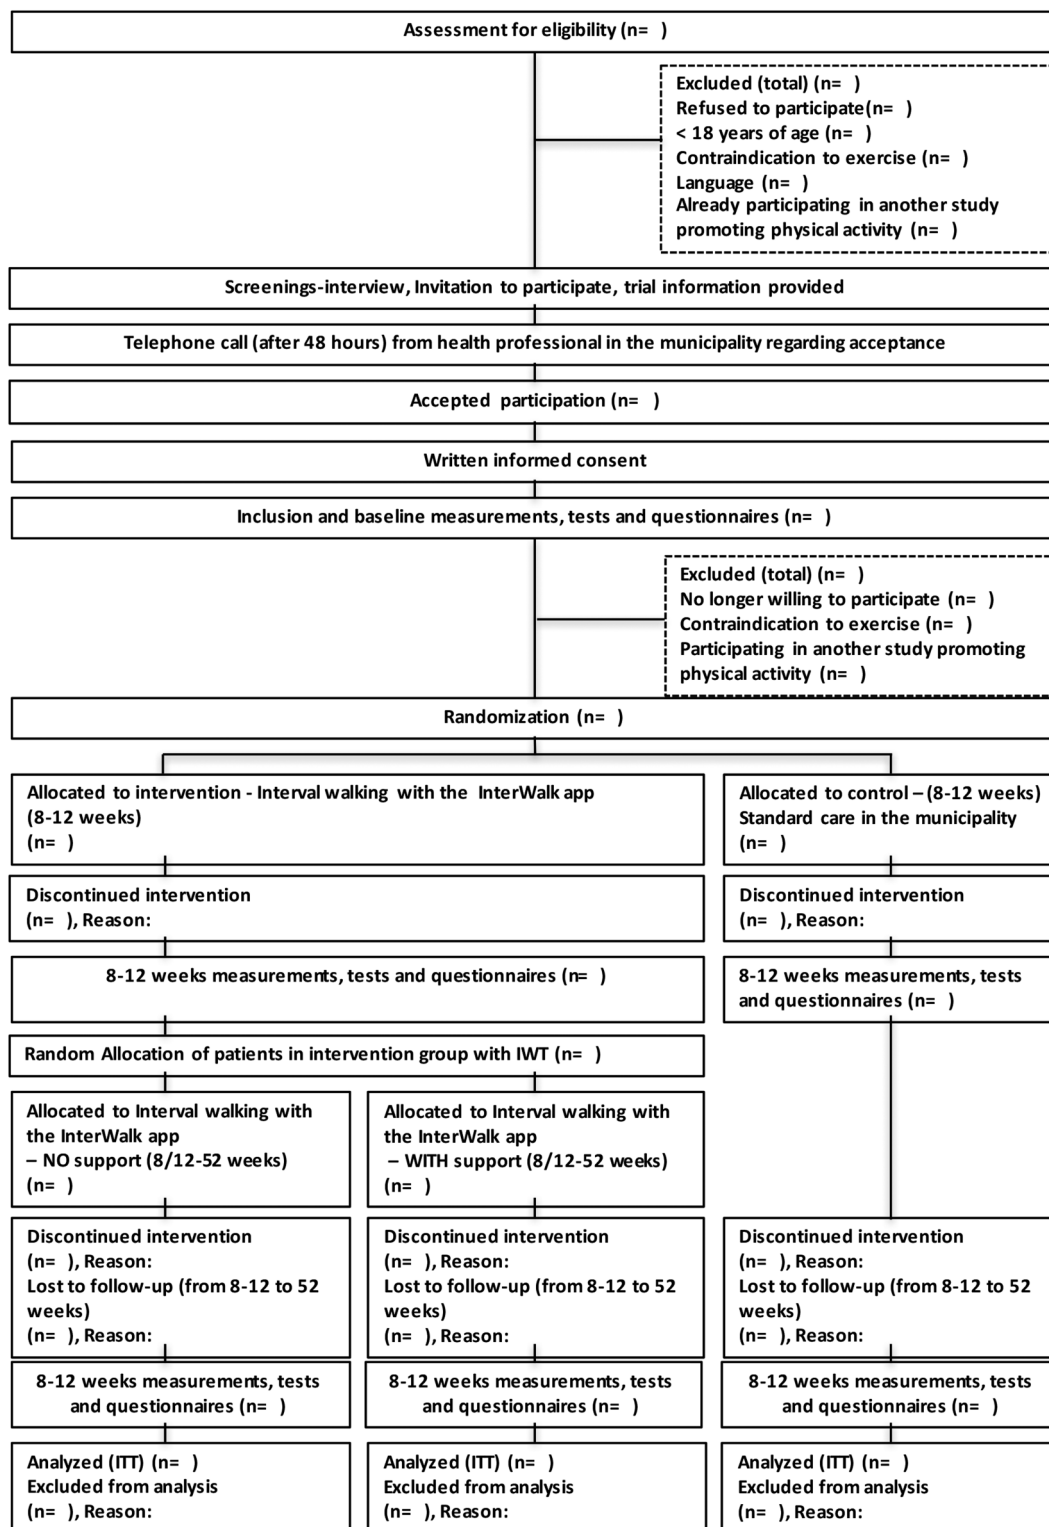 Assessment for eligibility (n=  )
Excluded (total) (n=  )
Refused to participate(n=  )
< 18 years of age (n=  )
Contraindication to exercise (n=  )
Language (n=  )
Already participating in another study
promoting physical activity (n=  )
Screenings-interview, Invitation to participate, trial information provided
Telephone call (after 48 hours) from health professional in the municipality regarding acceptance
Accepted participation (n=  )
Written informed consent
Inclusion and baseline measurements, tests and questionnaires (n=  )
Excluded (total) (n=  )
No longer willing to participate (n=  )
Contraindication to exercise (n=  )
Participating in another study promoting
physical activity (n=  )
Randomization (n=  )
Allocated to intervention - Interval walking with the InterWalk app
(8-12 weeks)
(n=  )
Allocated to control – (8-12 weeks)
Standard care in the municipality
(n=  )
Discontinued intervention
(n=  ), Reason:
Discontinued intervention
(n=  ), Reason:
8-12 weeks measurements, tests and questionnaires (n=  )
8-12 weeks measurements, tests
and questionnaires (n=  )
Random Allocation of patients in intervention group with IWT (n=  )
Allocated to Interval walking with
the InterWalk app
– NO support (8/12-52 weeks)
(n=  )
Allocated to Interval walking with
the InterWalk app
– WITH support (8/12-52 weeks)
(n=  )
Discontinued intervention
(n=  ), Reason:
Lost to follow-up (from 8-12 to 52
weeks)
(n=  ), Reason:
Discontinued intervention
(n=  ), Reason:
Lost to follow-up (from 8-12 to 52
weeks)
(n=  ), Reason:
Discontinued intervention
(n=  ), Reason:
Lost to follow-up (from 8-12 to 52
weeks)
(n=  ), Reason:
8-12 weeks measurements, tests
and questionnaires (n=  )
8-12 weeks measurements, tests
and questionnaires (n=  )
8-12 weeks measurements, tests
and questionnaires (n=  )
Analyzed (ITT) (n=  )
Excluded from analysis
(n=  ), Reason:
Analyzed (ITT) (n=  )
Excluded from analysis
(n=  ), Reason:
Analyzed (ITT) (n=  )
Excluded from analysis
(n=  ), Reason: